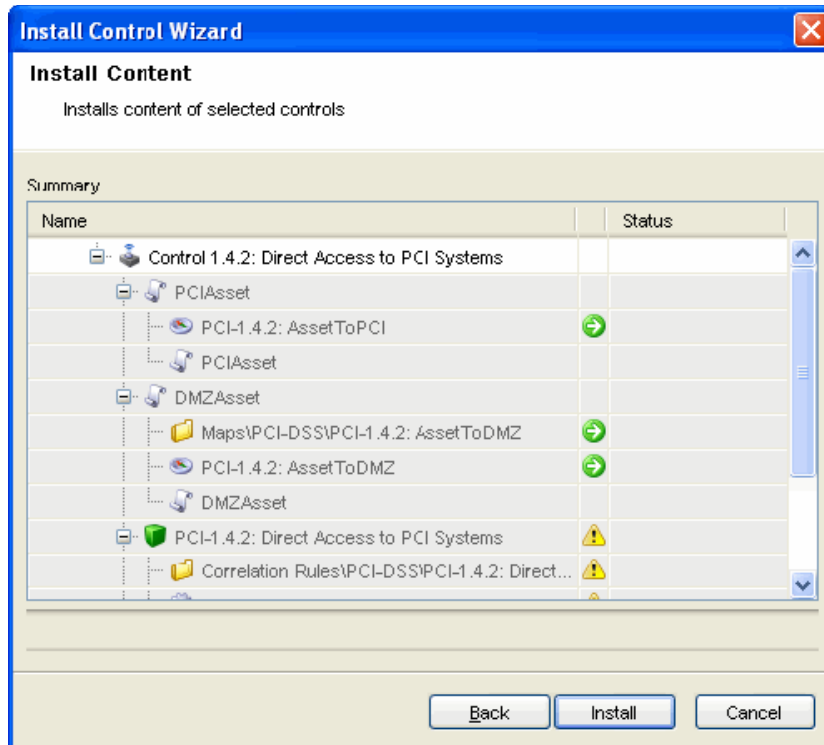 Install Control Wizard
Install Content
Installs content of selected controls
Summary
Name Status
Control 1.4.2: Direct Access to PCI Systems
PCIAsset
PCI-1.4.2: AssetToPCI
PCIAsset
DMZAsset
Maps\PCI-DSS\PCI-1.4.2: AssetToDMZ
PCI-1.4.2: AssetToDMZ
DMZAsset
PCI-1.4.2: Direct Access to PCI Systems
Correlation Rules\PCI-DSS\PCI-1.4.2: Direct...
Back Install Cancel